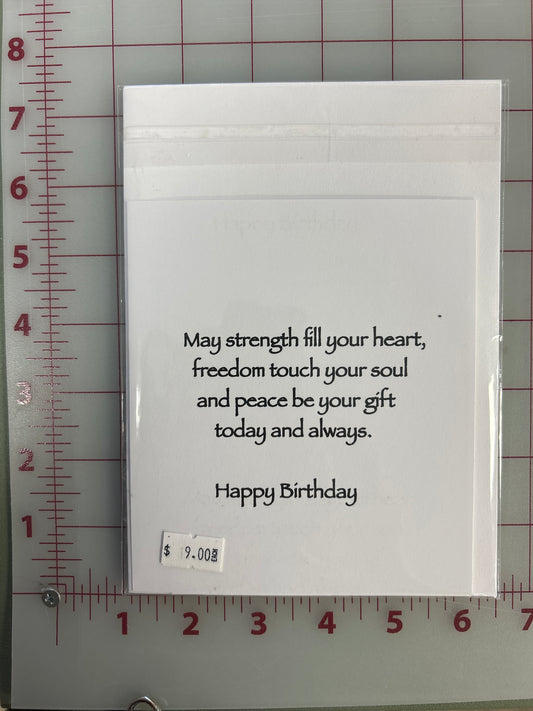 8
7
6
5
4
3
2
1
May strength fill your heart,
freedom touch your soul
and peace be your gift
today and always.
Happy Birthday
$ 9.00
1 2 3 4 5 6 7